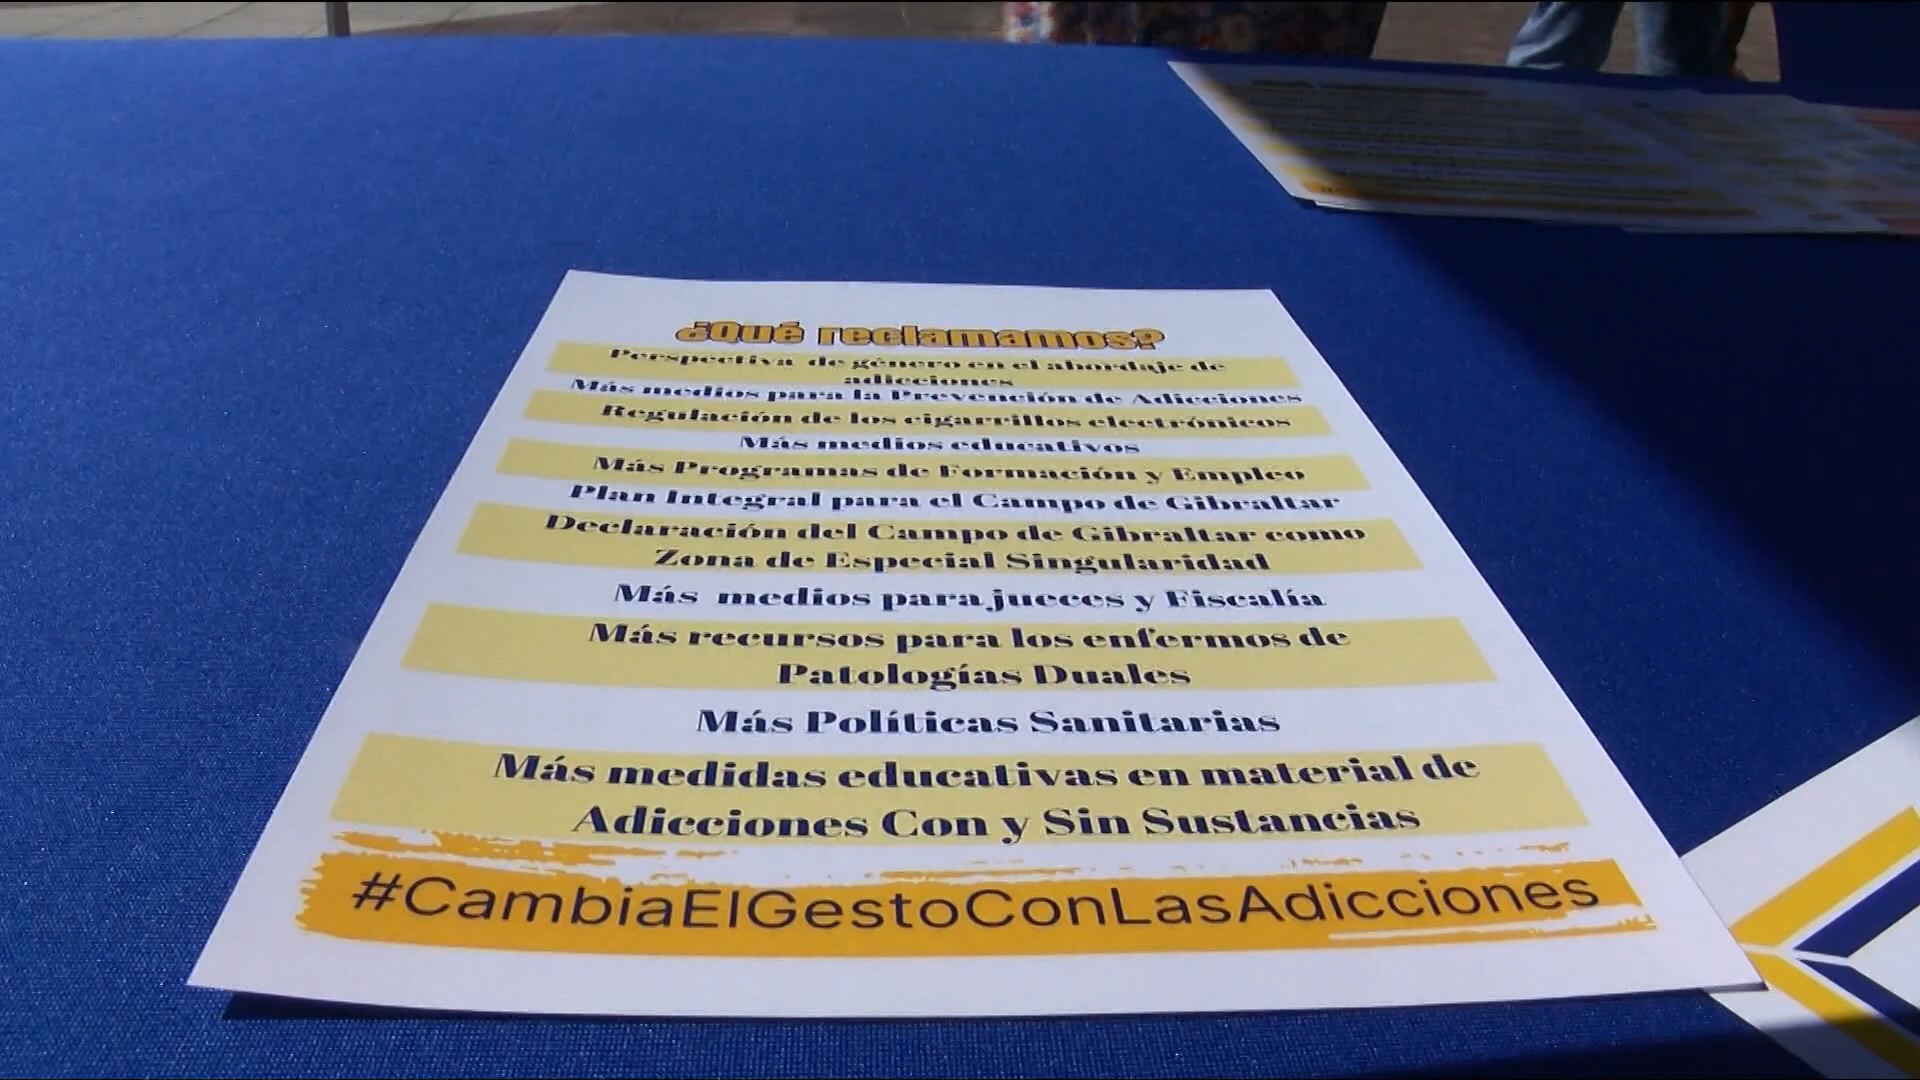 ¿Qué reclamamos?
Perspectiva de género en el abordaje de
adicciones
Más medios para la Prevención de Adicciones
Regulación de los cigarrillos electrónicos
Más medios educativos
Más Programas de Formación y Empleo
Plan Integral para el Campo de Gibraltar
Declaración del Campo de Gibraltar como
Zona de Especial Singularidad
Más medios para jueces y Fiscalía
Más recursos para los enfermos de
Patologías Duales
Más Políticas Sanitarias
Más medidas educativas en material de
Adicciones Con y Sin Sustancias
#CambiaElGestoConLasAdicciones